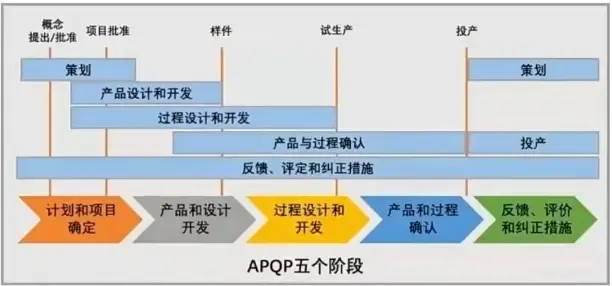 概念
提出/批准
项目批准
样件
试生产
投产
策划
策划
产品设计和开发
过程设计和开发
产品与过程确认
投产
反馈、评定和纠正措施
计划和项目
确定
产品和设计
开发
过程设计和
开发
产品和过程
确认
反馈、评价
和纠正措施
APQP五个阶段